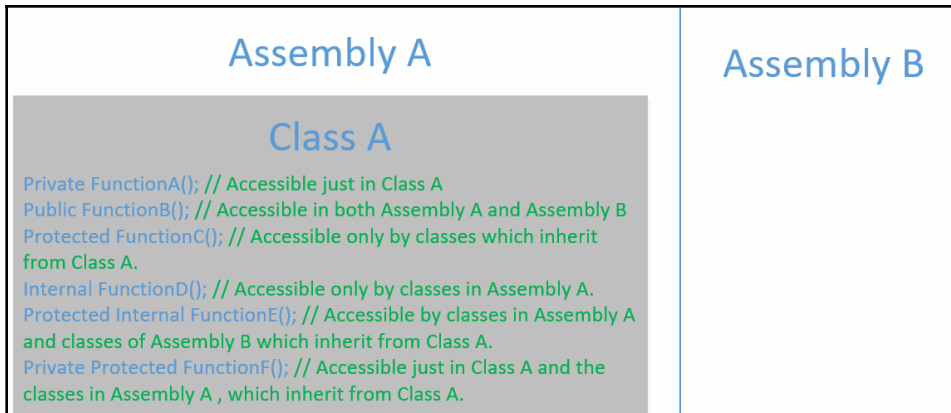 Assembly A
Assembly B
Class A
Private FunctionA(); // Accessible just in Class A
Public FunctionB(); // Accessible in both Assembly A and Assembly B
Protected FunctionC(); // Accessible only by classes which inherit
from Class A.
Internal FunctionD(); // Accessible only by classes in Assembly A.
Protected Internal FunctionE(); // Accessible by classes in Assembly A
and classes of Assembly B which inherit from Class A.
Private Protected FunctionF(); // Accessible just in Class A and the
classes in Assembly A , which inherit from Class A.